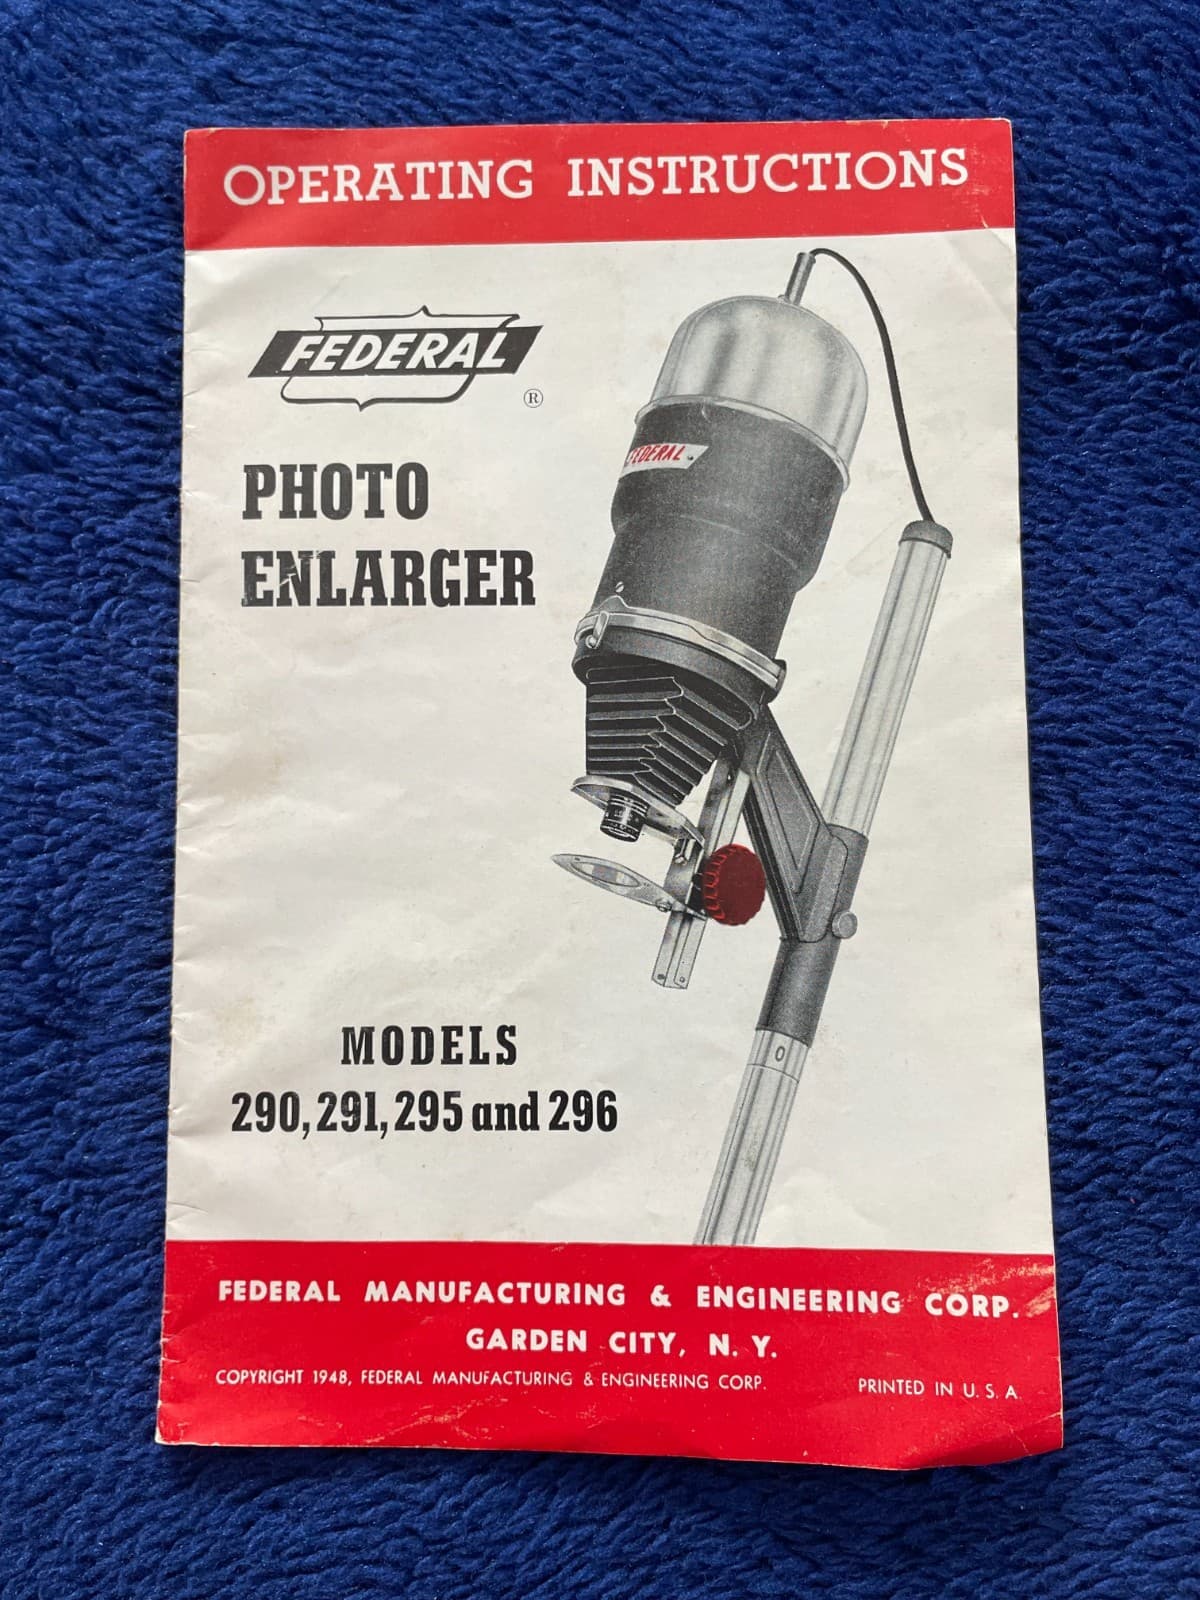 OPERATING INSTRUCTIONS
FEDERAL
®
FEDERAL
PHOTO
ENLARGER
MODELS
290, 291, 295 and 296
FEDERAL MANUFACTURING & ENGINEERING CORP.
GARDEN CITY, N. Y.
COPYRIGHT 1948, FEDERAL MANUFACTURING & ENGINEERING CORP.
PRINTED IN U. S. A.